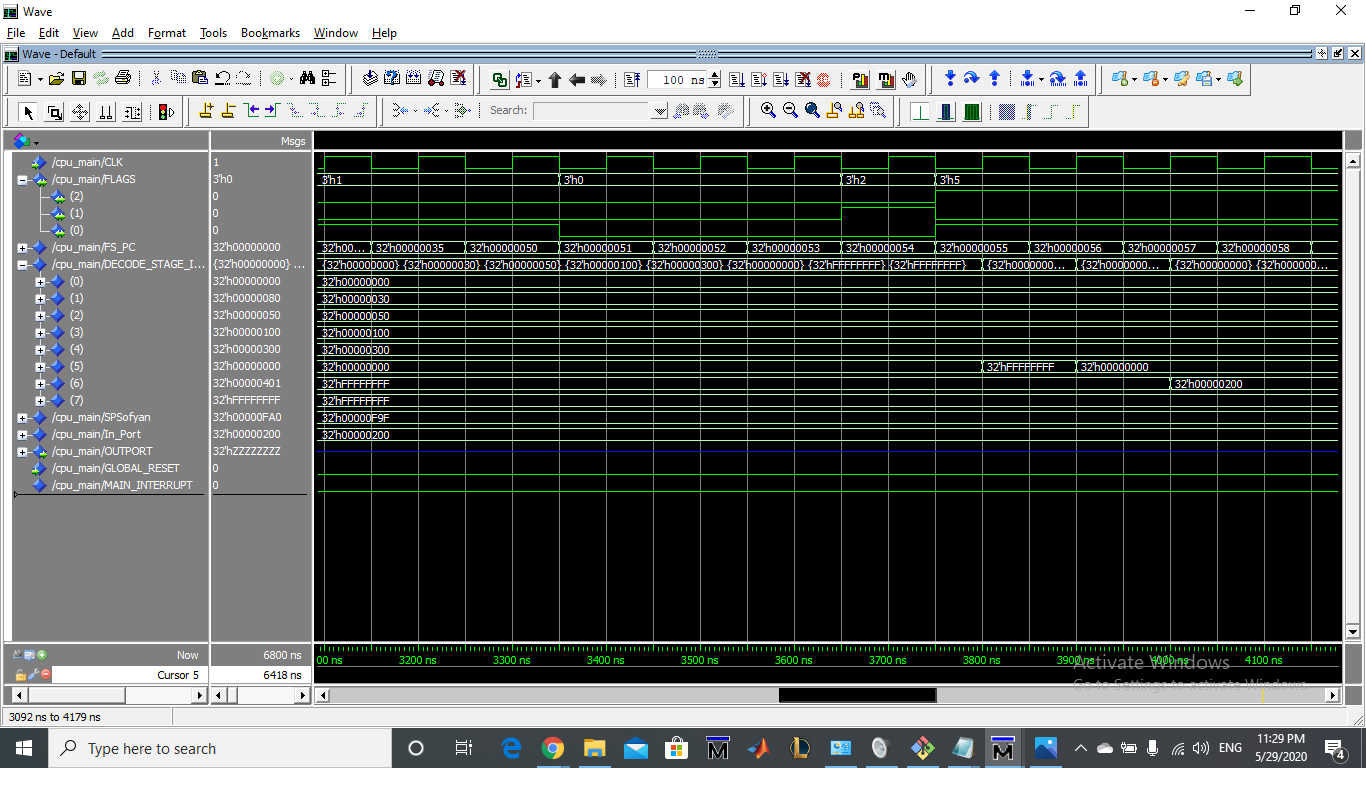 Wave
File Edit View Add Format Tools Bookmarks Window Help
Wave - Default
100 ns
Search:
Msgs
/cpu_main/CLK 1
/cpu_main/FLAGS 3'h0 3'h1 3'h0 3'h2 3'h5
(2) 0
(1) 0
(0) 0
/cpu_main/FS_PC 32'h00000000 32'h00... 32'h00000035 32'h00000050 32'h00000051 32'h00000052 32'h00000053 32'h00000054 32'h00000055 32'h00000056 32'h00000057 32'h00000058
/cpu_main/DECODE_STAGE_I... {32'h00000000} ... {32'h00000000} {32'h00000030} {32'h00000050} {32'h00000100} {32'h00000300} {32'h00000000} {32'hFFFFFFFF} {32'hFFFFFFFF} {32'h0000000... {32'h0000000... {32'h00000000} {32'h000000...
(0) 32'h00000000 32'h00000000
(1) 32'h00000080 32'h00000030
(2) 32'h00000050 32'h00000050
(3) 32'h00000100 32'h00000100
(4) 32'h00000300 32'h00000300
(5) 32'h00000000 32'h00000000 32'hFFFFFFFF 32'h00000000
(6) 32'h00000401 32'hFFFFFFFF 32'h00000200
(7) 32'hFFFFFFFF 32'hFFFFFFFF
/cpu_main/SPSofyan 32'h00000FA0 32'h00000F9F
/cpu_main/In_Port 32'h00000200 32'h00000200
/cpu_main/OUTPORT 32'hZZZZZZZZ
/cpu_main/GLOBAL_RESET 0
/cpu_main/MAIN_INTERRUPT 0
Now 6800 ns 00 ns 3200 ns 3300 ns 3400 ns 3500 ns 3600 ns 3700 ns 3800 ns 3900 ns 4000 ns 4100 ns
Cursor 5 6418 ns
Activate Windows
Go to Settings to activate Windows.
3092 ns to 4179 ns
Type here to search
ENG
11:29 PM
5/29/2020
4